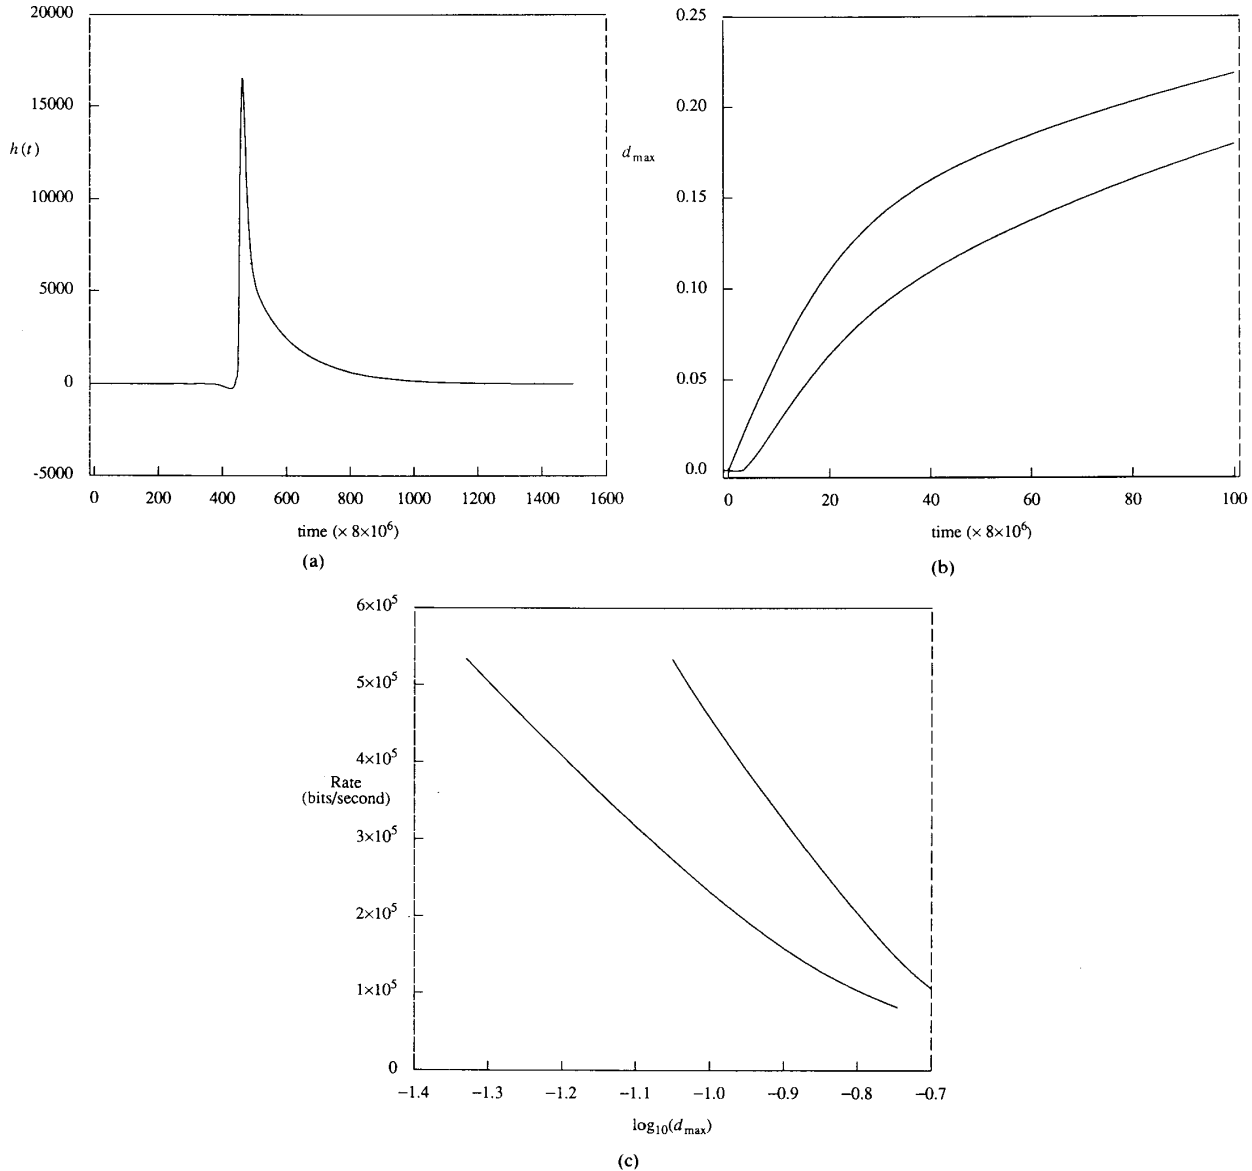 20000
15000
h(t)
10000
5000
0
-5000
0 200 400 600 800 1000 1200 1400 1600
time (× 8×10⁶)
(a)
0.25
0.20
d_max
0.15
0.10
0.05
0.0
0 20 40 60 80 100
time (× 8×10⁶)
(b)
6×10⁵
5×10⁵
4×10⁵
Rate
(bits/second)
3×10⁵
2×10⁵
1×10⁵
0
−1.4 −1.3 −1.2 −1.1 −1.0 −0.9 −0.8 −0.7
log₁₀(d_max)
(c)